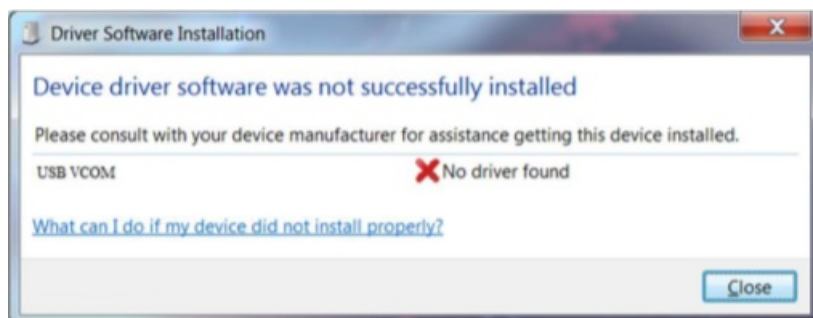 Driver Software Installation
Device driver software was not successfully installed
Please consult with your device manufacturer for assistance getting this device installed.
USB VCOM No driver found
What can I do if my device did not install properly?
Close